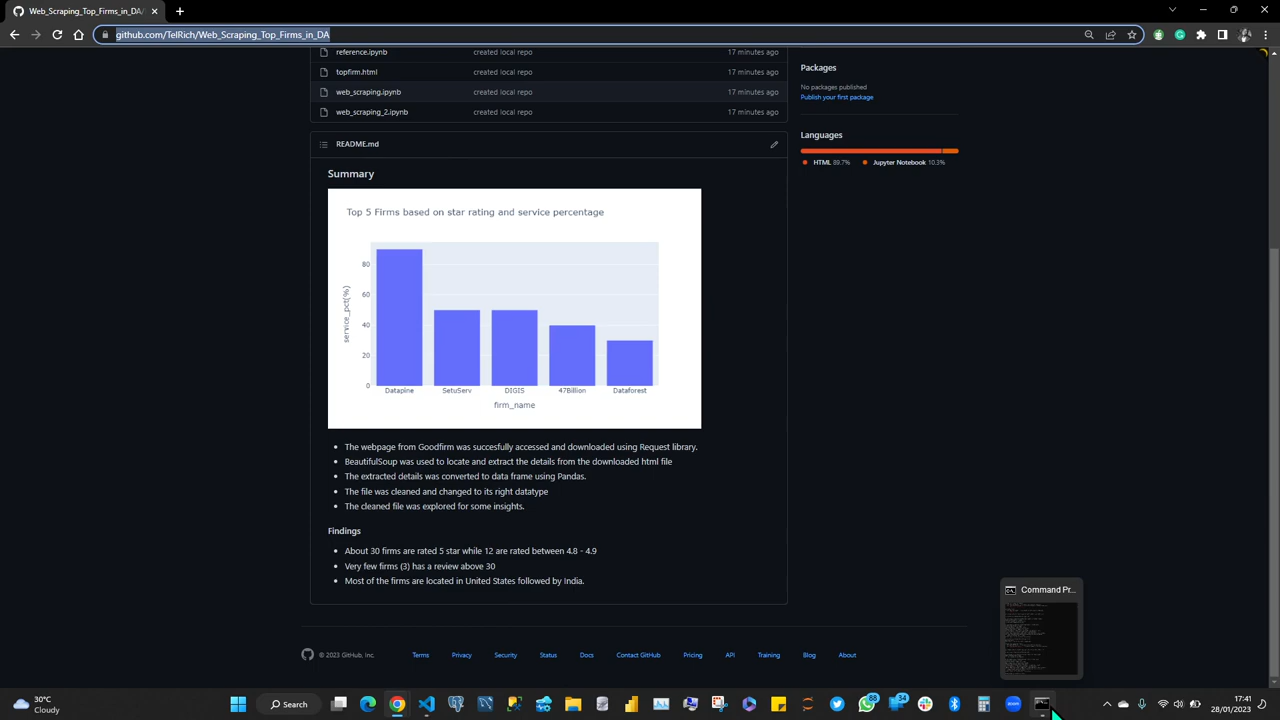 Web_Scraping_Top_Firms_in_DA/
github.com/TelRich/Web_Scraping_Top_Firms_in_DA
reference.ipynb created local repo 17 minutes ago
topfirm.html created local repo 17 minutes ago
web_scraping.ipynb created local repo 17 minutes ago
web_scraping_2.ipynb created local repo 17 minutes ago
README.md
Summary
Top 5 Firms based on star rating and service percentage
service_pct(%)
80
60
40
20
0
Datapine SetuServ DIGIS 47Billion Dataforest
firm_name
The webpage from Goodfirm was succesfully accessed and downloaded using Request library.
BeautifulSoup was used to locate and extract the details from the downloaded html file
The extracted details was converted to data frame using Pandas.
The file was cleaned and changed to its right datatype
The cleaned file was explored for some insights.
Findings
About 30 firms are rated 5 star while 12 are rated between 4.8 - 4.9
Very few firms (3) has a review above 30
Most of the firms are located in United States followed by India.
Packages
No packages published
Publish your first package
Languages
HTML 89.7% Jupyter Notebook 10.3%
© 2023 GitHub, Inc. Terms Privacy Security Status Docs Contact GitHub Pricing API Training Blog About
Command Pr...
30°C
Cloudy
Search
88
34
zoom
17:41
28/01/2023